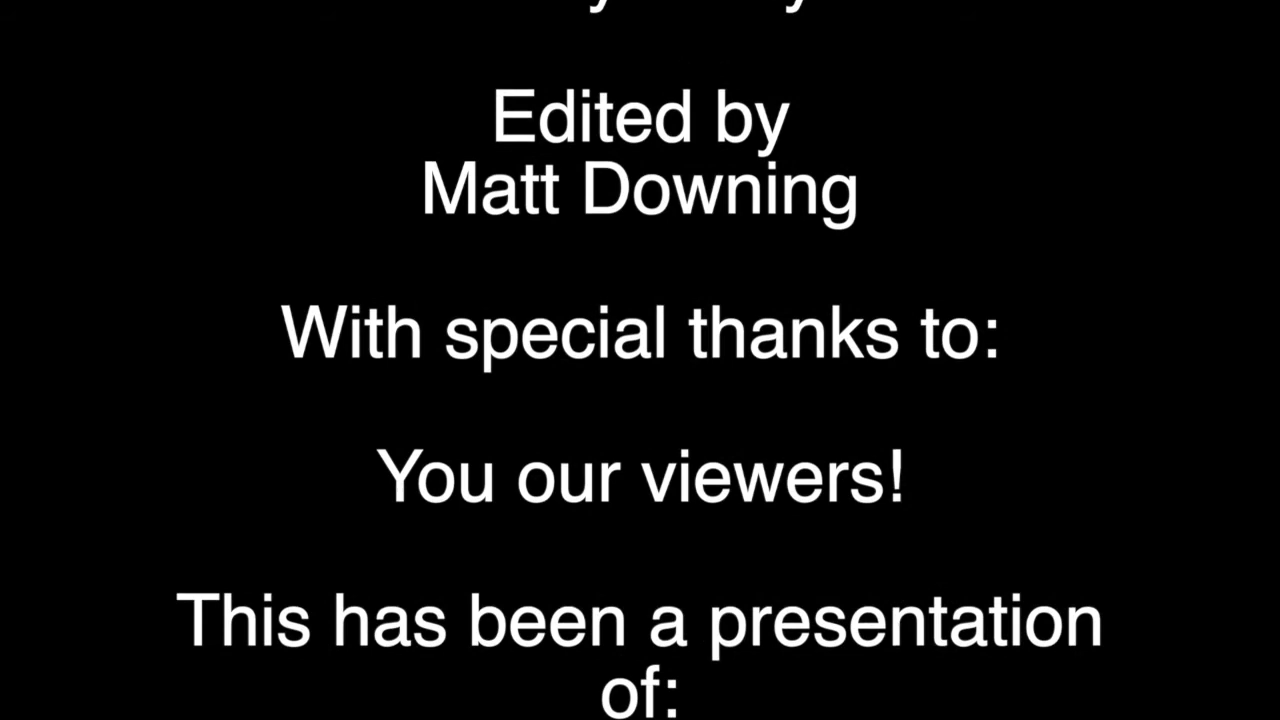 Edited by
Matt Downing
With special thanks to:
You our viewers!
This has been a presentation
of: